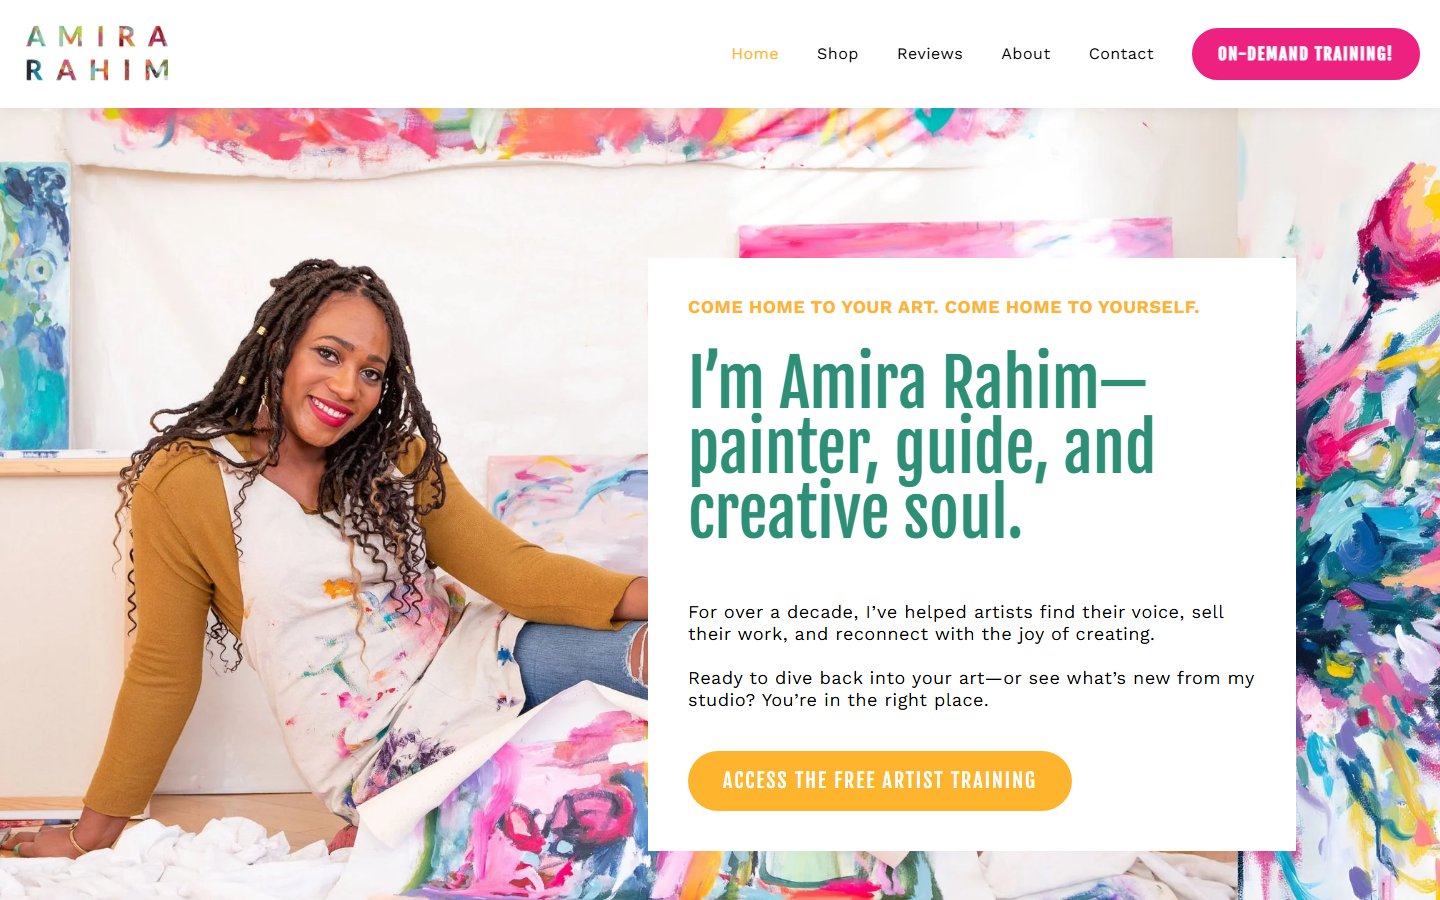 AMIRA
RAHIM
Home Shop Reviews About Contact ON-DEMAND TRAINING!
COME HOME TO YOUR ART. COME HOME TO YOURSELF.
I’m Amira Rahim—
painter, guide, and
creative soul.
For over a decade, I’ve helped artists find their voice, sell
their work, and reconnect with the joy of creating.
Ready to dive back into your art—or see what’s new from my
studio? You’re in the right place.
ACCESS THE FREE ARTIST TRAINING